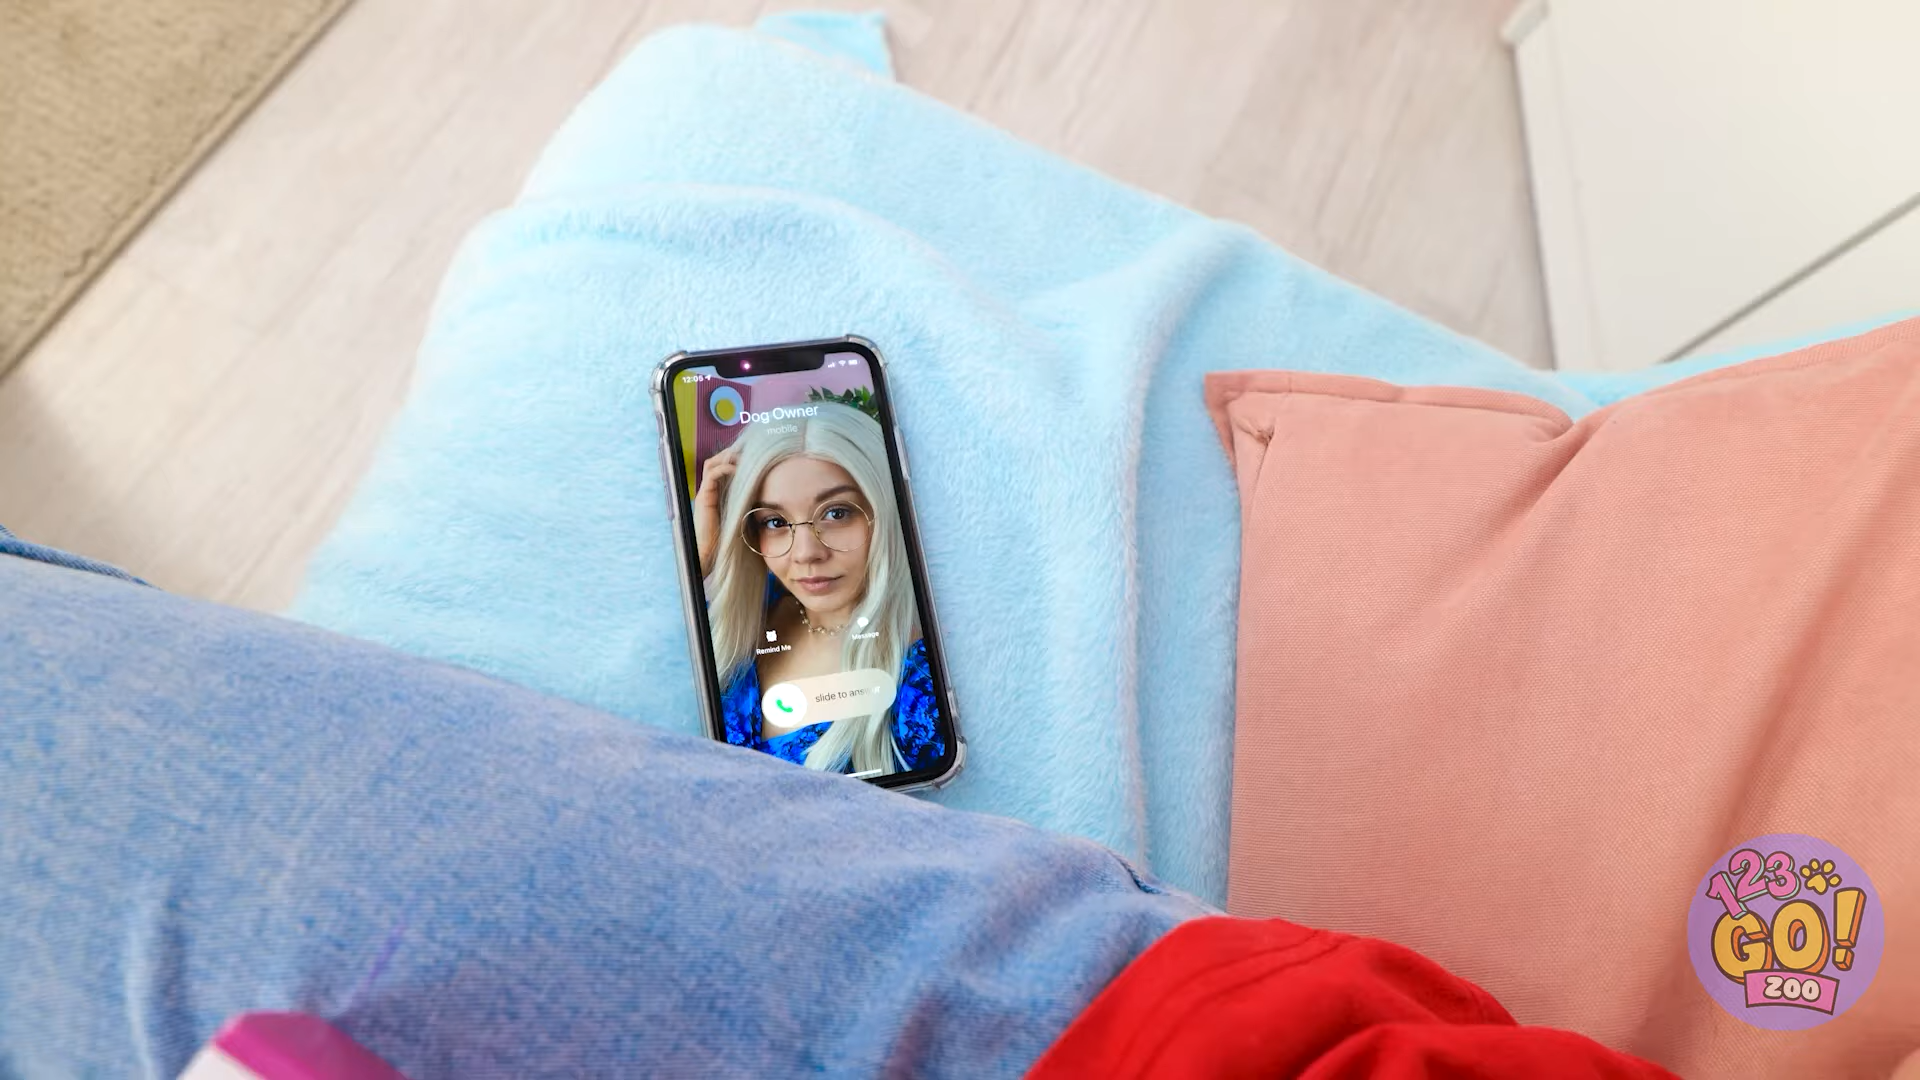 12:05
Dog Owner
mobile
Remind Me
Message
slide to answer
123
GO!
ZOO